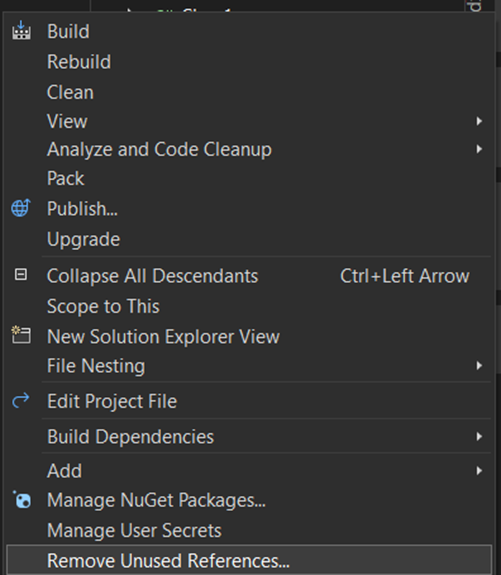 Build
Rebuild
Clean
View
Analyze and Code Cleanup
Pack
Publish...
Upgrade
Collapse All Descendants Ctrl+Left Arrow
Scope to This
New Solution Explorer View
File Nesting
Edit Project File
Build Dependencies
Add
Manage NuGet Packages...
Manage User Secrets
Remove Unused References...